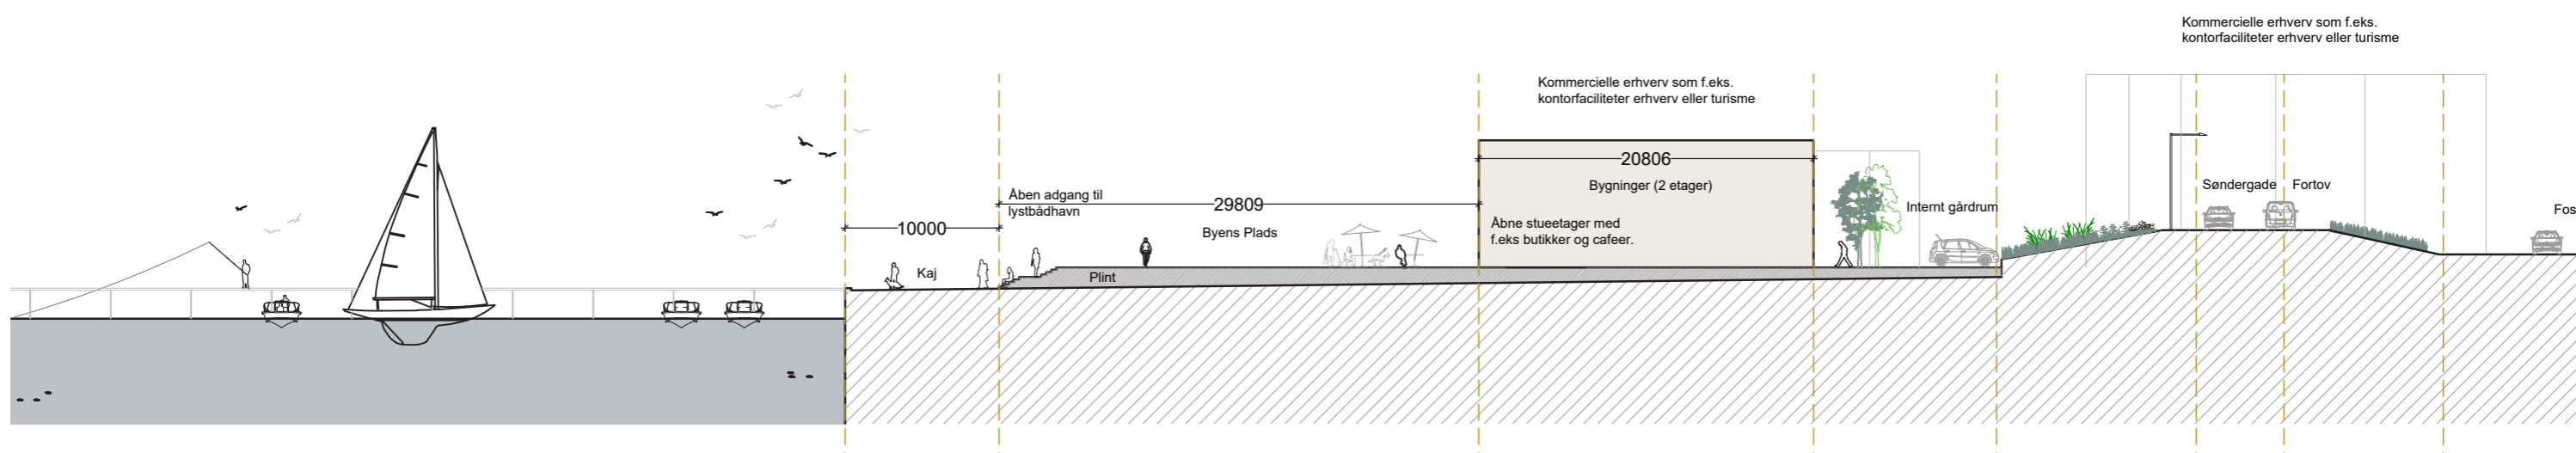 Kommercielle erhverv som f.eks.
kontorfaciliteter erhverv eller turisme
Kommercielle erhverv som f.eks.
kontorfaciliteter erhverv eller turisme
20806
Bygninger (2 etager)
Åbne stueetager med
f.eks butikker og cafeer.
Åben adgang til
lystbådhavn
29809
Byens Plads
10000
Kaj
Plint
Internt gårdrum
Søndergade
Fortov
Fos